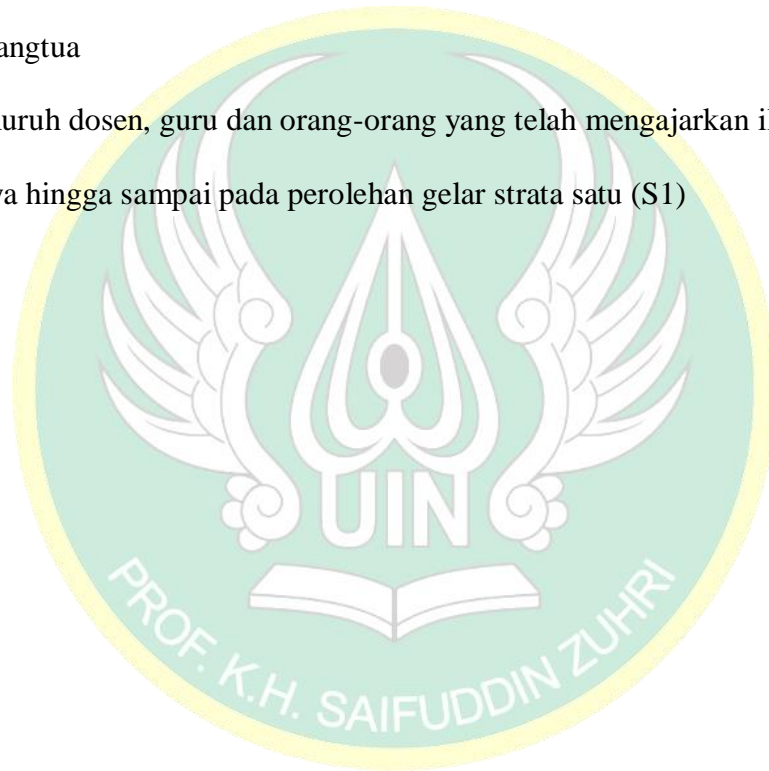 angtua
uruh dosen, guru dan orang-orang yang telah mengajarkan il
a hingga sampai pada perolehan gelar strata satu (S1)
UIN
PROF. K.H. SAIFUDDIN ZUHRI